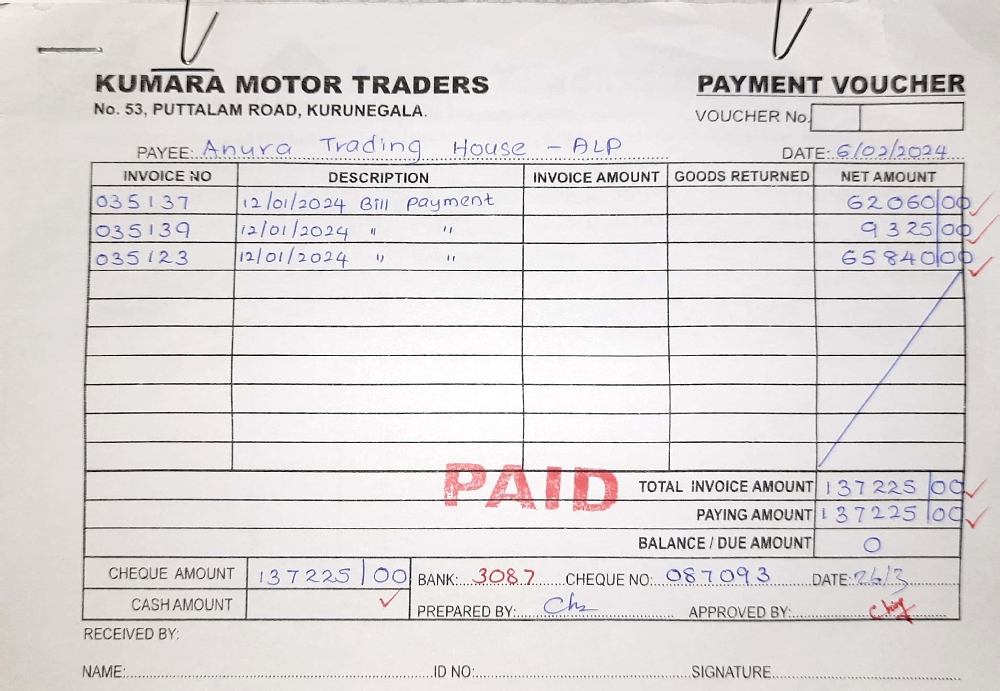 KUMARA MOTOR TRADERS PAYMENT VOUCHER
No. 53, PUTTALAM ROAD, KURUNEGALA.
VOUCHER No.
PAYEE: Anura Trading House - ALP DATE: 6/02/2024
INVOICE NO DESCRIPTION INVOICE AMOUNT GOODS RETURNED NET AMOUNT
035137 12/01/2024 Bill payment 62060 00
035139 12/01/2024 " " 9325 00
035123 12/01/2024 " " 65840 00
PAID
TOTAL INVOICE AMOUNT 137225 00
PAYING AMOUNT 137225 00
BALANCE / DUE AMOUNT 0
CHEQUE AMOUNT 137225 00 BANK: 3087 CHEQUE NO: 087093 DATE: 26/3
CASH AMOUNT PREPARED BY: APPROVED BY:
RECEIVED BY:
NAME: ID NO: SIGNATURE